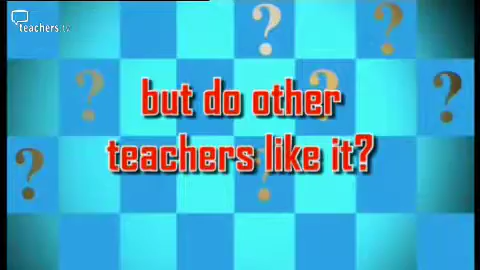 teachers tv
but do other
teachers like it?
? ? ? ? ? ? ?